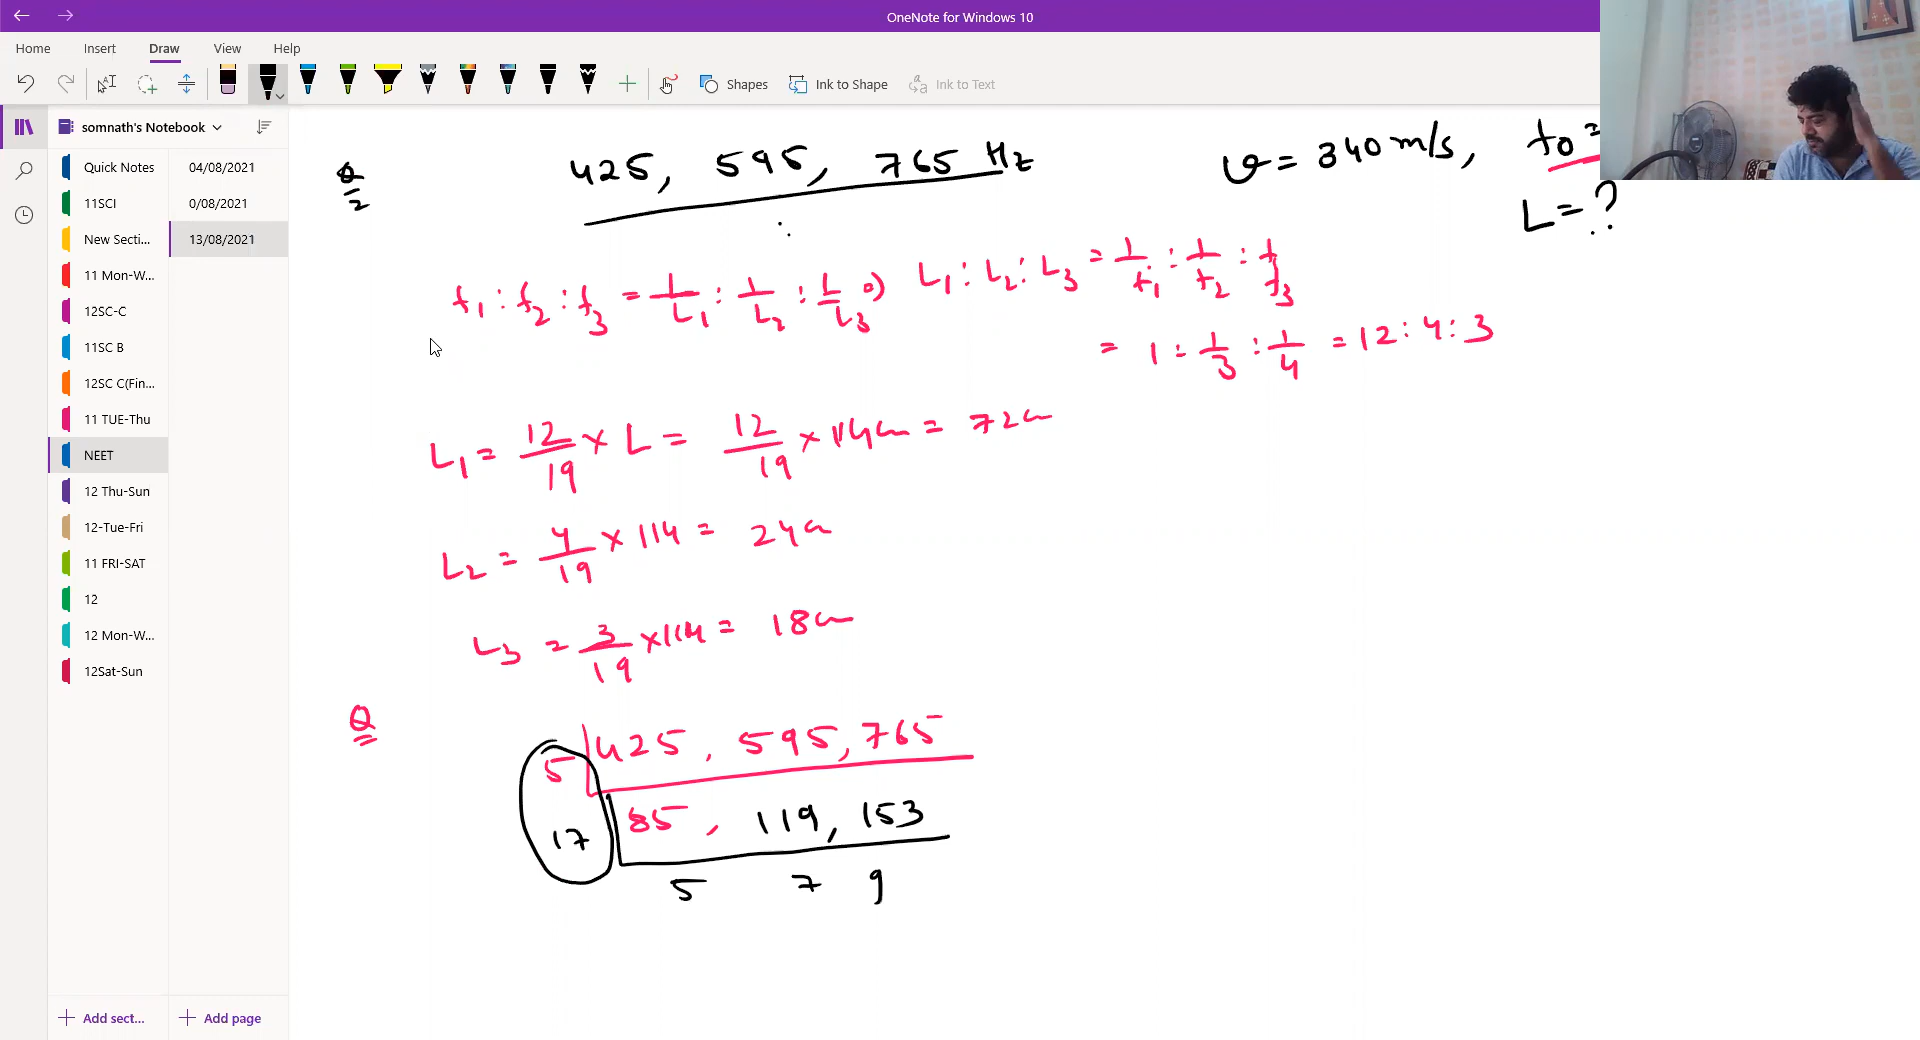 OneNote for Windows 10
Home Insert Draw View Help
Shapes Ink to Shape Ink to Text
somnath's Notebook
Quick Notes
11SCI
New Secti...
11 Mon-W...
12SC-C
11SC B
12SC C(Fin...
11 TUE-Thu
NEET
12 Thu-Sun
12-Tue-Fri
11 FRI-SAT
12
12 Mon-W...
12Sat-Sun
Add sect...
04/08/2021
0/08/2021
13/08/2021
Add page
Q 425, 595, 765 Hz v = 340 m/s, f0 =
L = ?
f1 : f2 : f3 = 1/L1 : 1/L2 : 1/L3 L1 : L2 : L3 = 1/f1 : 1/f2 : 1/f3
= 1 : 1/3 : 1/4 = 12 : 4 : 3
L1 = 12/19 × L = 12/19 × 114cm = 72cm
L2 = 4/19 × 114 = 24cm
L3 = 3/19 × 114 = 18cm
Q
5 425, 595, 765
17 85, 119, 153
5 7 9